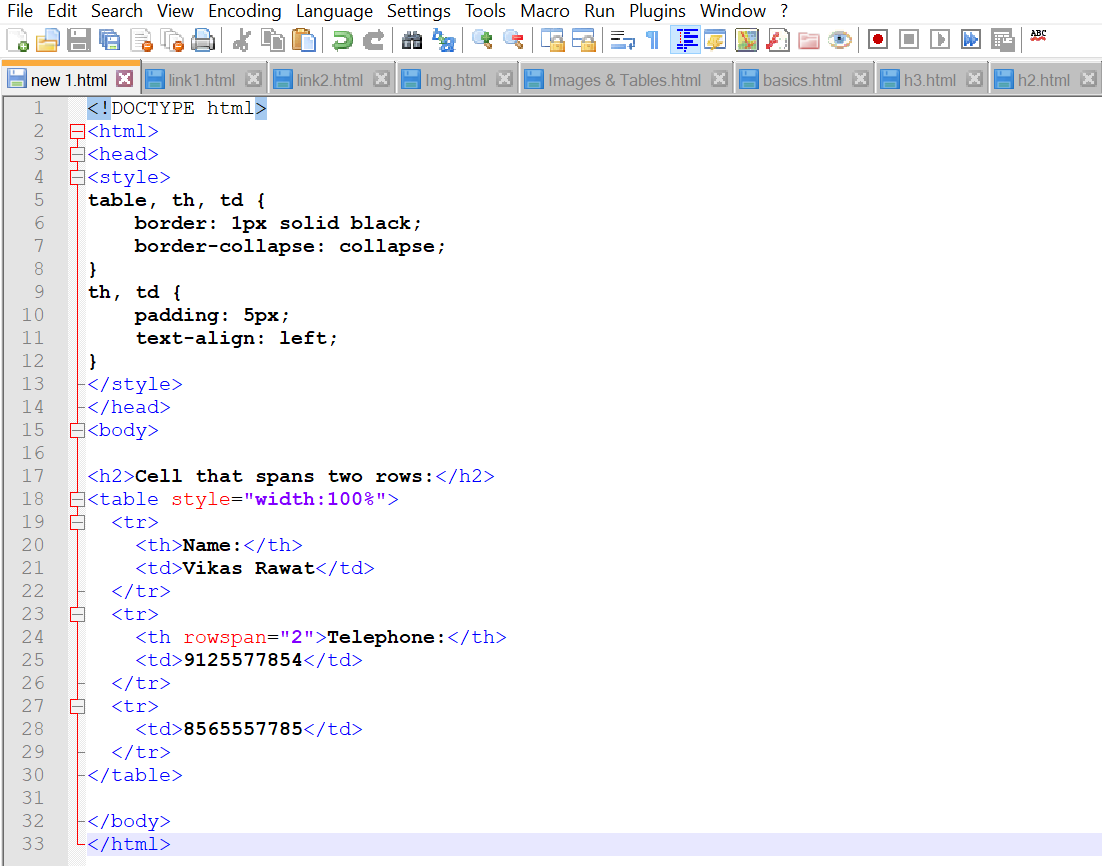 File Edit Search View Encoding Language Settings Tools Macro Run Plugins Window ?
ABC
new 1.html link1.html link2.html Img.html Images & Tables.html basics.html h3.html h2.html
1 <!DOCTYPE html>
2 <html>
3 <head>
4 <style>
5 table, th, td {
6     border: 1px solid black;
7     border-collapse: collapse;
8 }
9 th, td {
10     padding: 5px;
11     text-align: left;
12 }
13 </style>
14 </head>
15 <body>
16
17 <h2>Cell that spans two rows:</h2>
18 <table style="width:100%">
19   <tr>
20     <th>Name:</th>
21     <td>Vikas Rawat</td>
22   </tr>
23   <tr>
24     <th rowspan="2">Telephone:</th>
25     <td>9125577854</td>
26   </tr>
27   <tr>
28     <td>8565557785</td>
29   </tr>
30 </table>
31
32 </body>
33 </html>